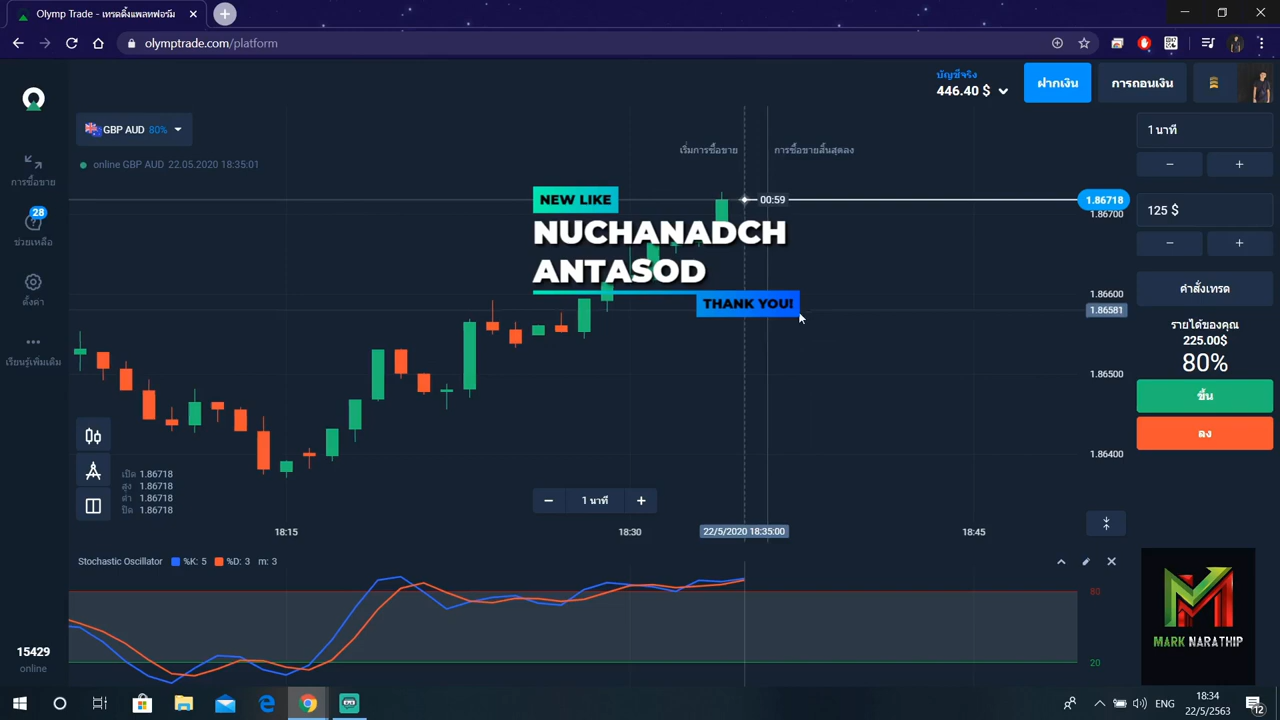 Olymp Trade - เทรดดิ้งแพลทฟอร์ม
olymptrade.com/platform
บัญชีจริง
446.40 $
ฝากเงิน
การถอนเงิน
GBP AUD 80%
online GBP AUD 22.05.2020 18:35:01
การซื้อขาย
28
ช่วยเหลือ
ตั้งค่า
เรียนรู้เพิ่มเติม
เริ่มการซื้อขาย
การซื้อขายสิ้นสุดลง
NEW LIKE
NUCHANADCH
ANTASOD
THANK YOU!
00:59
1.86718
1.86700
1.86600
1.86581
1.86500
1.86400
1 นาที
125 $
คำสั่งเทรด
รายได้ของคุณ
225.00$
80%
ขึ้น
ลง
เปิด 1.86718
สูง 1.86718
ต่ำ 1.86718
ปิด 1.86718
1 นาที
18:15
18:30
22/5/2020 18:35:00
18:45
Stochastic Oscillator %K: 5 %D: 3 m: 3
80
20
15429
online
MARK NARATHIP
ENG
18:34
22/5/2563
12